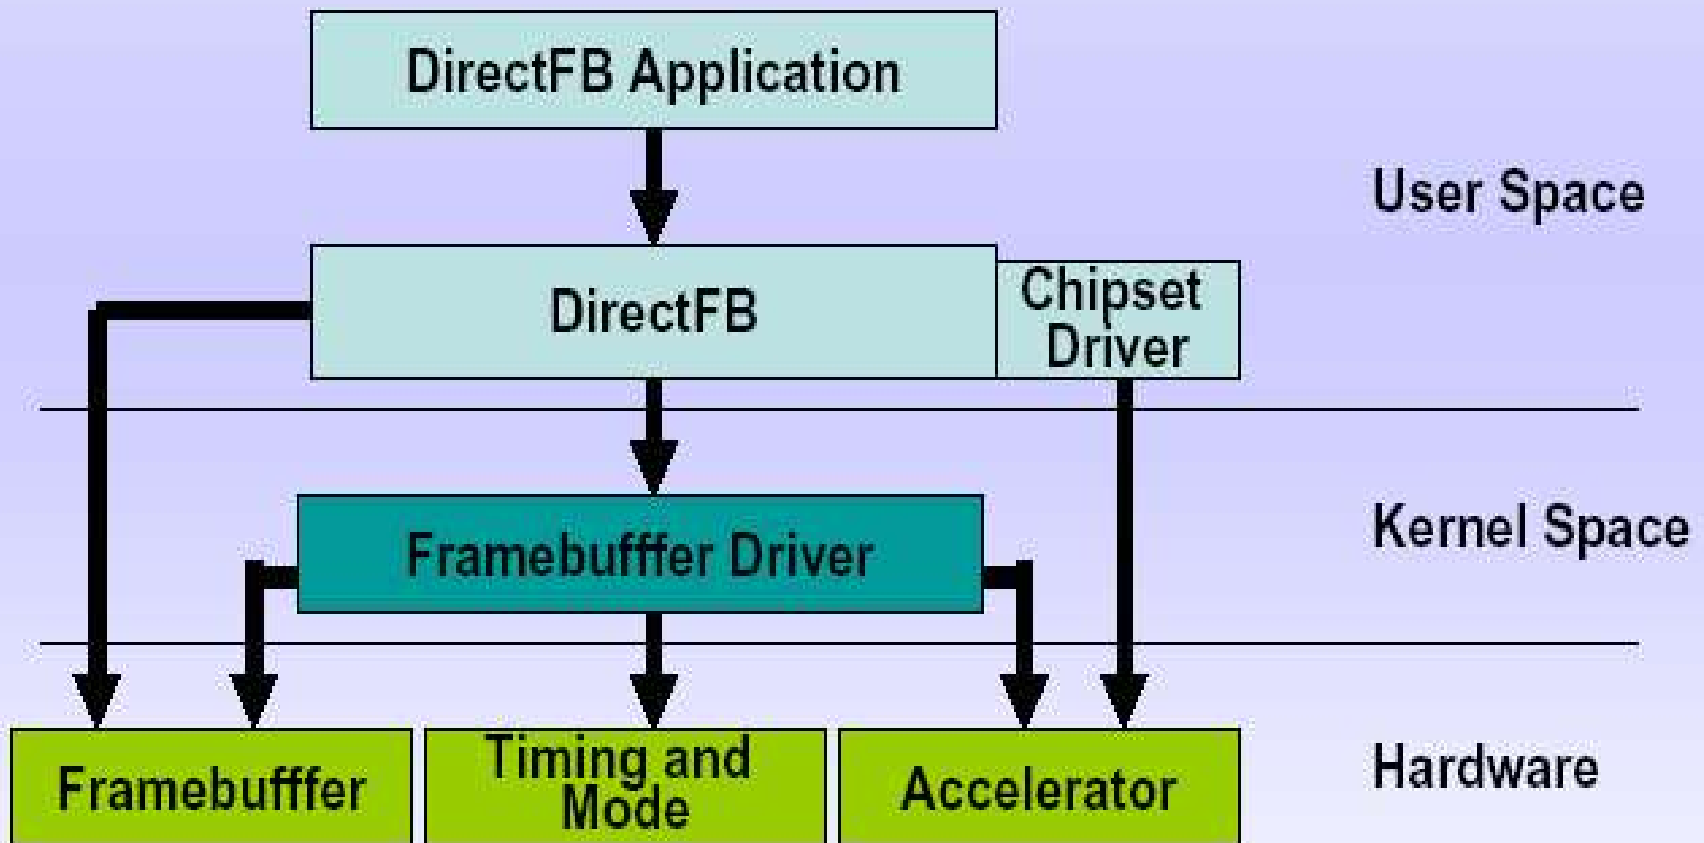 DirectFB Application
User Space
DirectFB
Chipset
Driver
Kernel Space
Framebufffer Driver
Framebufffer
Timing and
Mode
Accelerator
Hardware